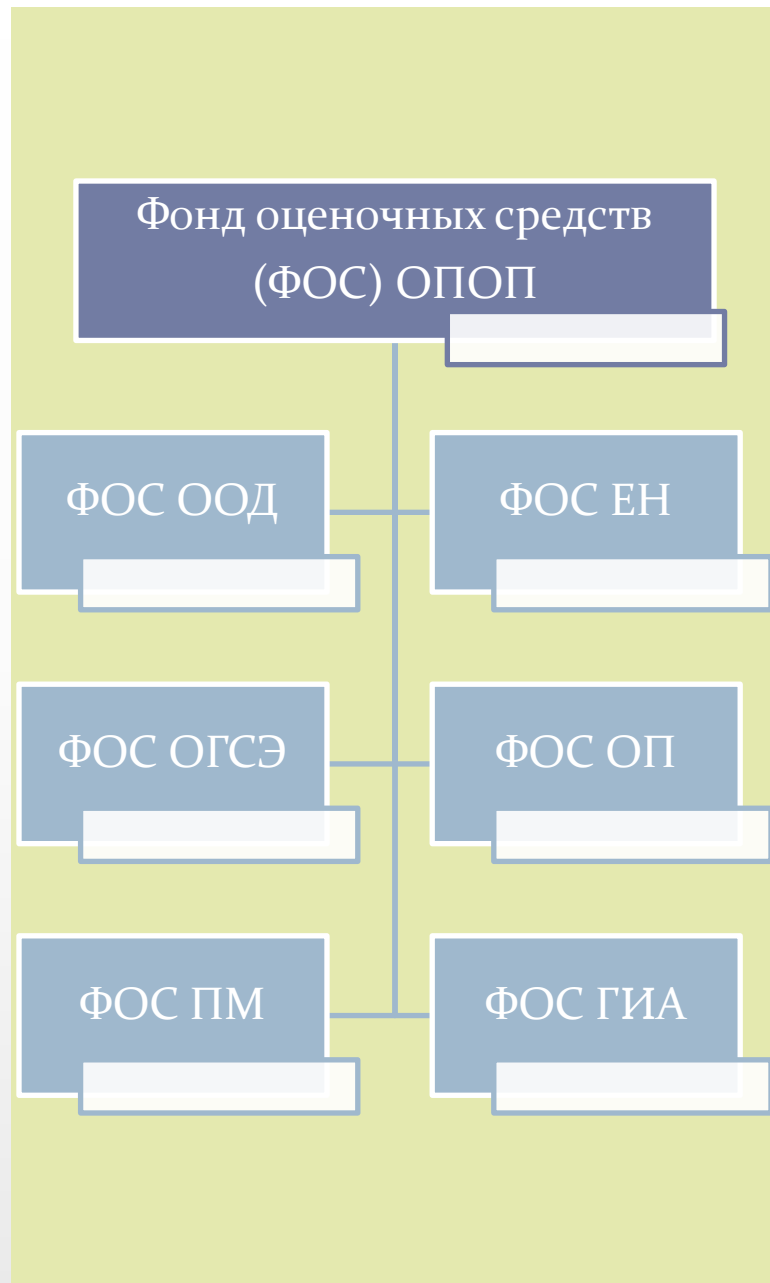 Фонд оценочных средств
(ФОС) ОПОП
ФОС ООД
ФОС ЕН
ФОС ОГСЭ
ФОС ОП
ФОС ПМ
ФОС ГИА